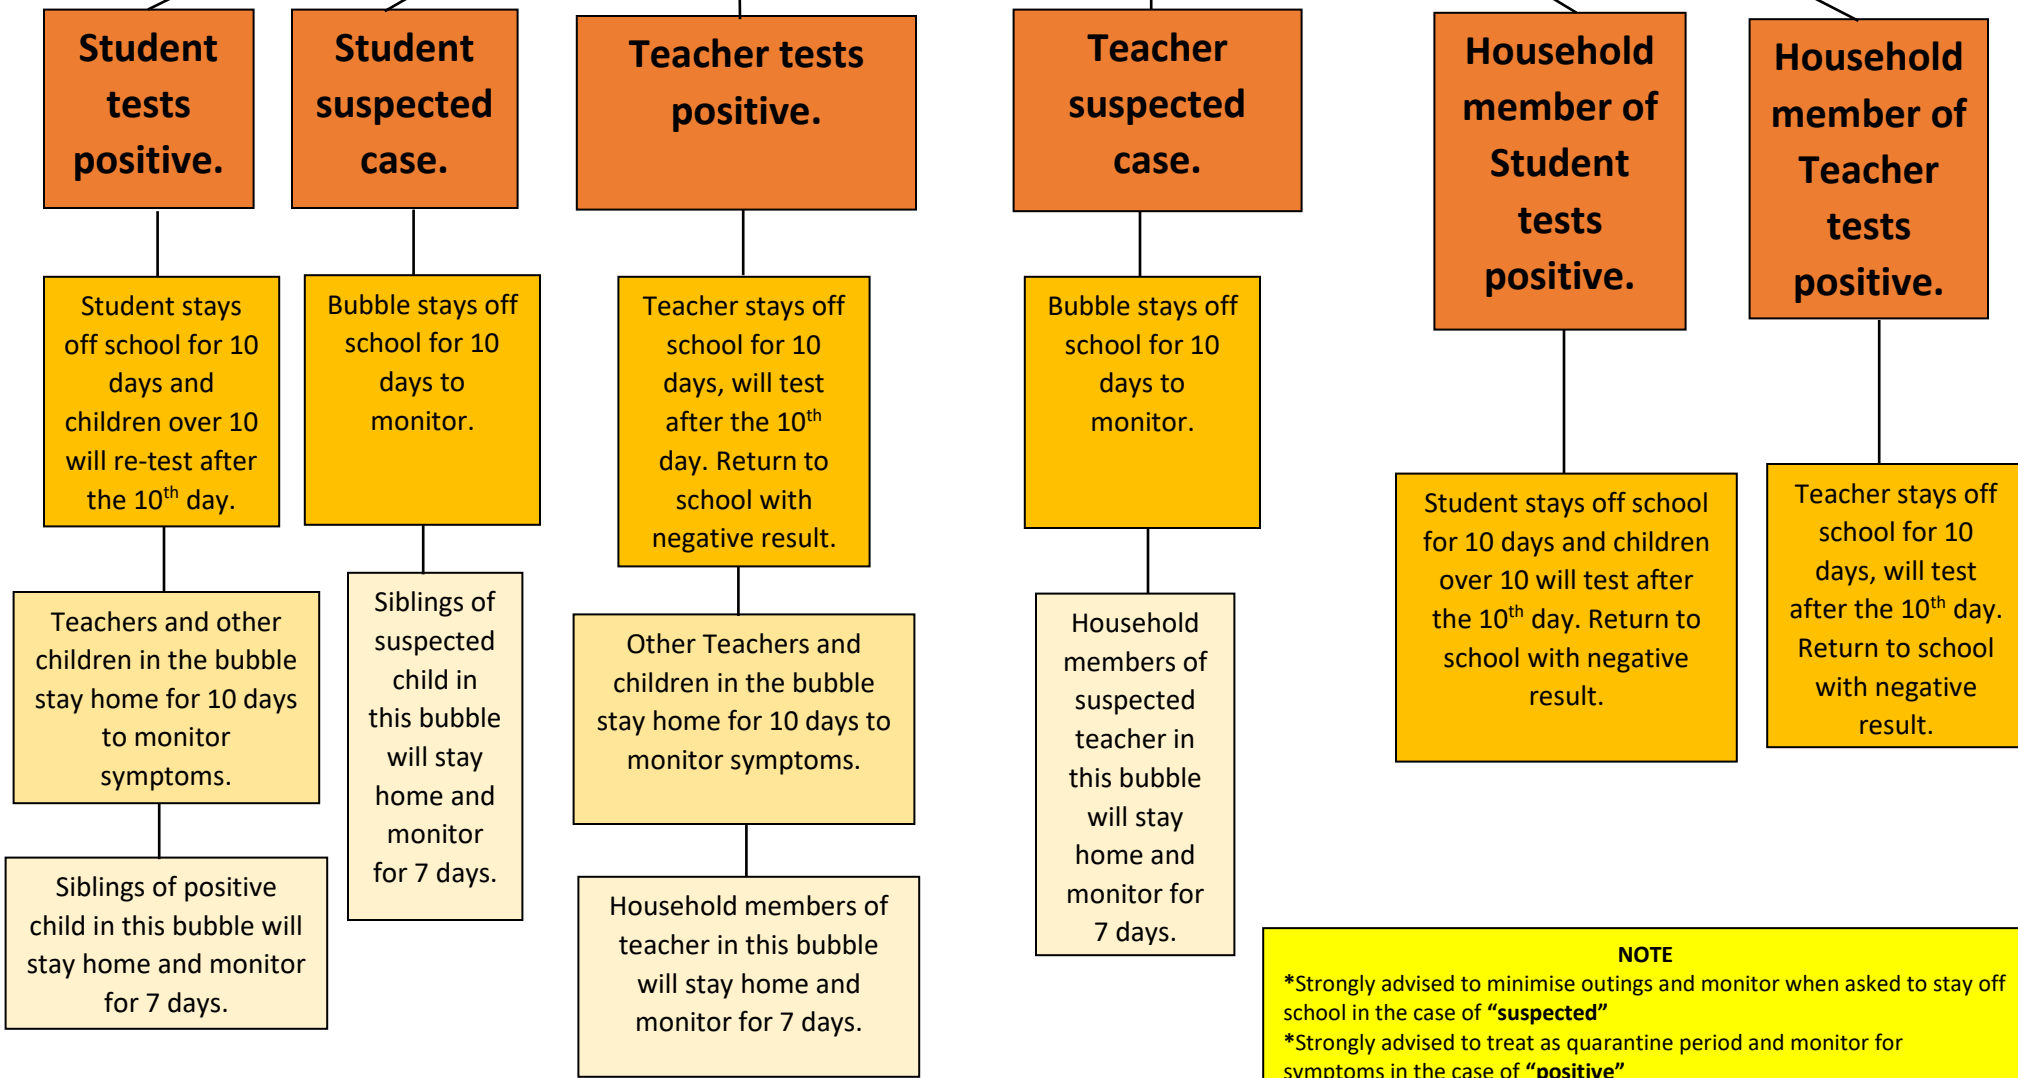 Student
tests
positive.
Student
suspected
case.
Teacher tests
positive.
Teacher
suspected
case.
Household
member of
Student
tests
positive.
Household
member of
Teacher
tests
positive.
Student stays
off school for 10
days and
children over 10
will re-test after
the 10th day.
Bubble stays off
school for 10
days to
monitor.
Teacher stays off
school for 10
days, will test
after the 10th
day. Return to
school with
negative result.
Bubble stays off
school for 10
days to
monitor.
Student stays off school
for 10 days and children
over 10 will test after
the 10th day. Return to
school with negative
result.
Teacher stays off
school for 10
days, will test
after the 10th day.
Return to school
with negative
result.
Teachers and other
children in the bubble
stay home for 10 days
to monitor
symptoms.
Siblings of
suspected
child in
this bubble
will stay
home and
monitor
for 7 days.
Other Teachers and
children in the bubble
stay home for 10 days to
monitor symptoms.
Household
members of
suspected
teacher in
this bubble
will stay
home and
monitor for
7 days.
Siblings of positive
child in this bubble will
stay home and monitor
for 7 days.
Household members of
teacher in this bubble
will stay home and
monitor for 7 days.
NOTE
*Strongly advised to minimise outings and monitor when asked to stay off
school in the case of “suspected”
*Strongly advised to treat as quarantine period and monitor for
symptoms in the case of “positive”